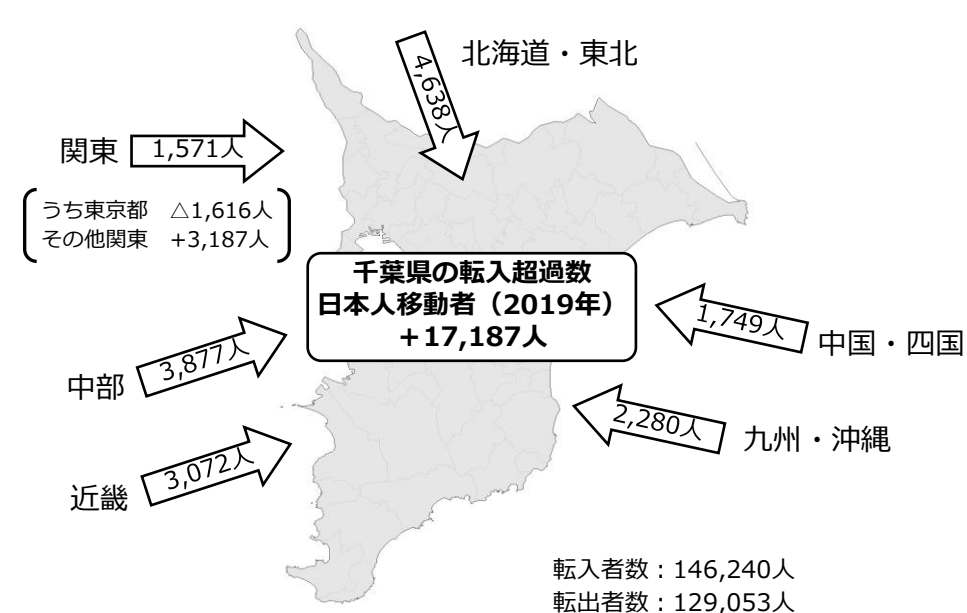 北海道・東北
4,638人
関東
1,571人
うち東京都　△1,616人
その他関東　+3,187人
千葉県の転入超過数
日本人移動者（2019年）
＋17,187人
1,749人
中国・四国
中部
3,877人
2,280人
九州・沖縄
近畿
3,072人
転入者数：146,240人
転出者数：129,053人